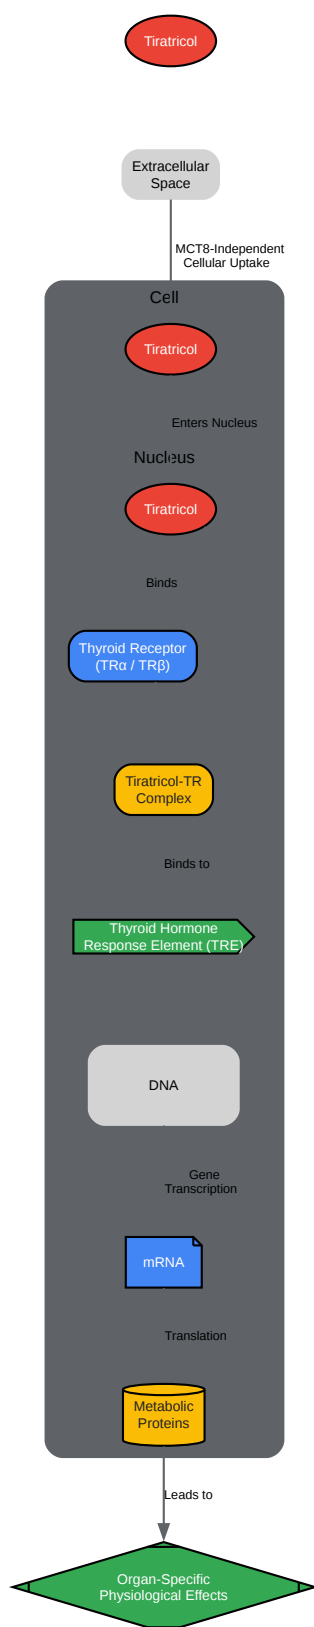 Tiratricol
Extracellular
Space
MCT8-Independent
Cellular Uptake
Cell
Tiratricol
Enters Nucleus
Nucleus
Tiratricol
Binds
Thyroid Receptor
(TRα / TRβ)
Tiratricol-TR
Complex
Binds to
Thyroid Hormone
Response Element (TRE)
DNA
Gene
Transcription
mRNA
Translation
Metabolic
Proteins
Leads to
Organ-Specific
Physiological Effects